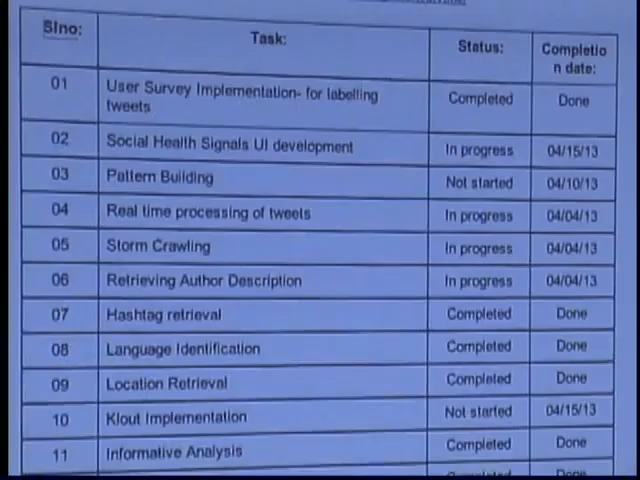 Slno: Task: Status: Completio
n date:
01 User Survey Implementation- for labelling Completed Done
tweets
02 Social Health Signals UI development In progress 04/15/13
03 Pattern Building Not started 04/10/13
04 Real time processing of tweets In progress 04/04/13
05 Storm Crawling In progress 04/04/13
06 Retrieving Author Description In progress 04/04/13
07 Hashtag retrieval Completed Done
08 Language Identification Completed Done
09 Location Retrieval Completed Done
10 Klout Implementation Not started 04/15/13
11 Informative Analysis Completed Done
Completed Done